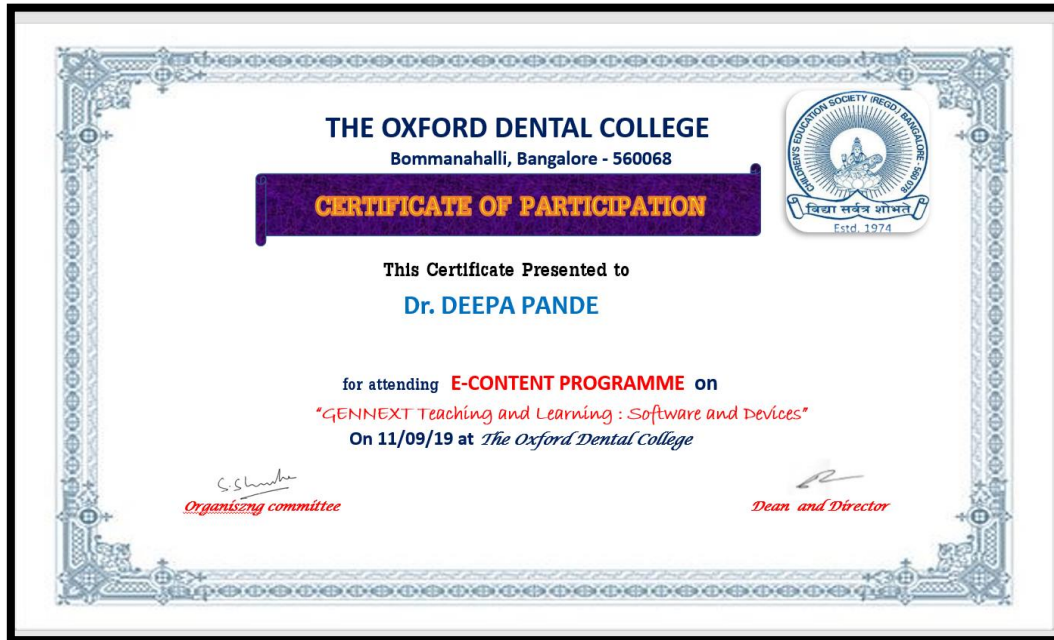 THE OXFORD DENTAL COLLEGE
Bommanahalli, Bangalore - 560068
CHILDREN'S EDUCATION SOCIETY (REGD.) BANGALORE - 560 078
विद्या सर्वत्र शोभते
Estd. 1974
CERTIFICATE OF PARTICIPATION
This Certificate Presented to
Dr. DEEPA PANDE
for attending E-CONTENT PROGRAMME on
"GENNEXT Teaching and Learning : Software and Devices"
On 11/09/19 at The Oxford Dental College
Organiszng committee
Dean and Director